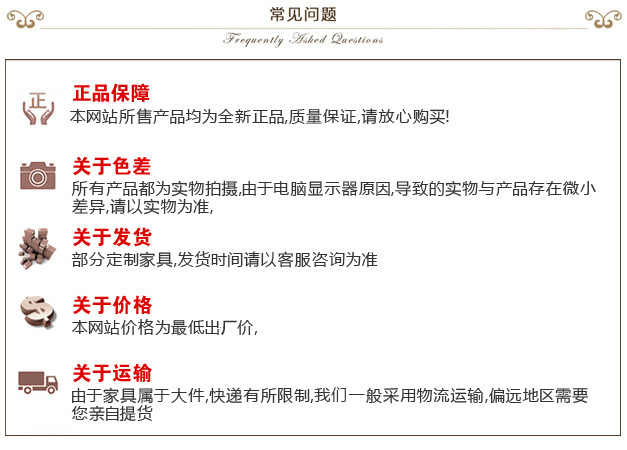 常见问题
Frequently Asked Questions
正
正品保障
本网站所售产品均为全新正品,质量保证,请放心购买!
关于色差
所有产品都为实物拍摄,由于电脑显示器原因,导致的实物与产品存在微小
差异,请以实物为准,
关于发货
部分定制家具,发货时间请以客服咨询为准
关于价格
本网站价格为最低出厂价,
关于运输
由于家具属于大件,快递有所限制,我们一般采用物流运输,偏远地区需要
您亲自提货